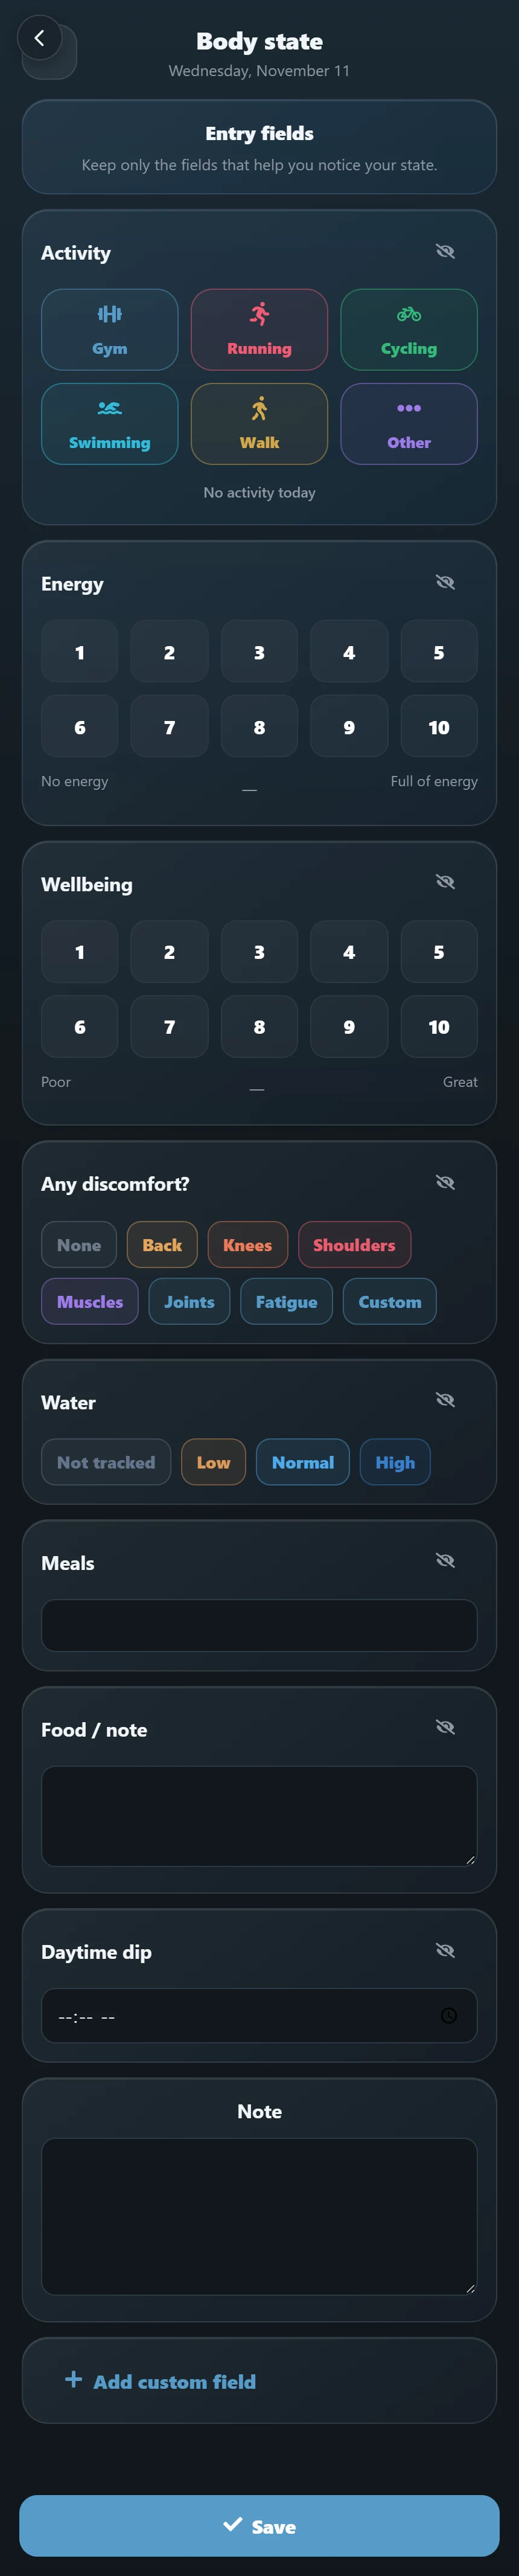 Body state
Wednesday, November 11
Entry fields
Keep only the fields that help you notice your state.
Activity
Gym Running Cycling
Swimming Walk Other
No activity today
Energy
1 2 3 4 5
6 7 8 9 10
No energy — Full of energy
Wellbeing
1 2 3 4 5
6 7 8 9 10
Poor — Great
Any discomfort?
None Back Knees Shoulders
Muscles Joints Fatigue Custom
Water
Not tracked Low Normal High
Meals
Food / note
Daytime dip
--:-- --
Note
Add custom field
Save